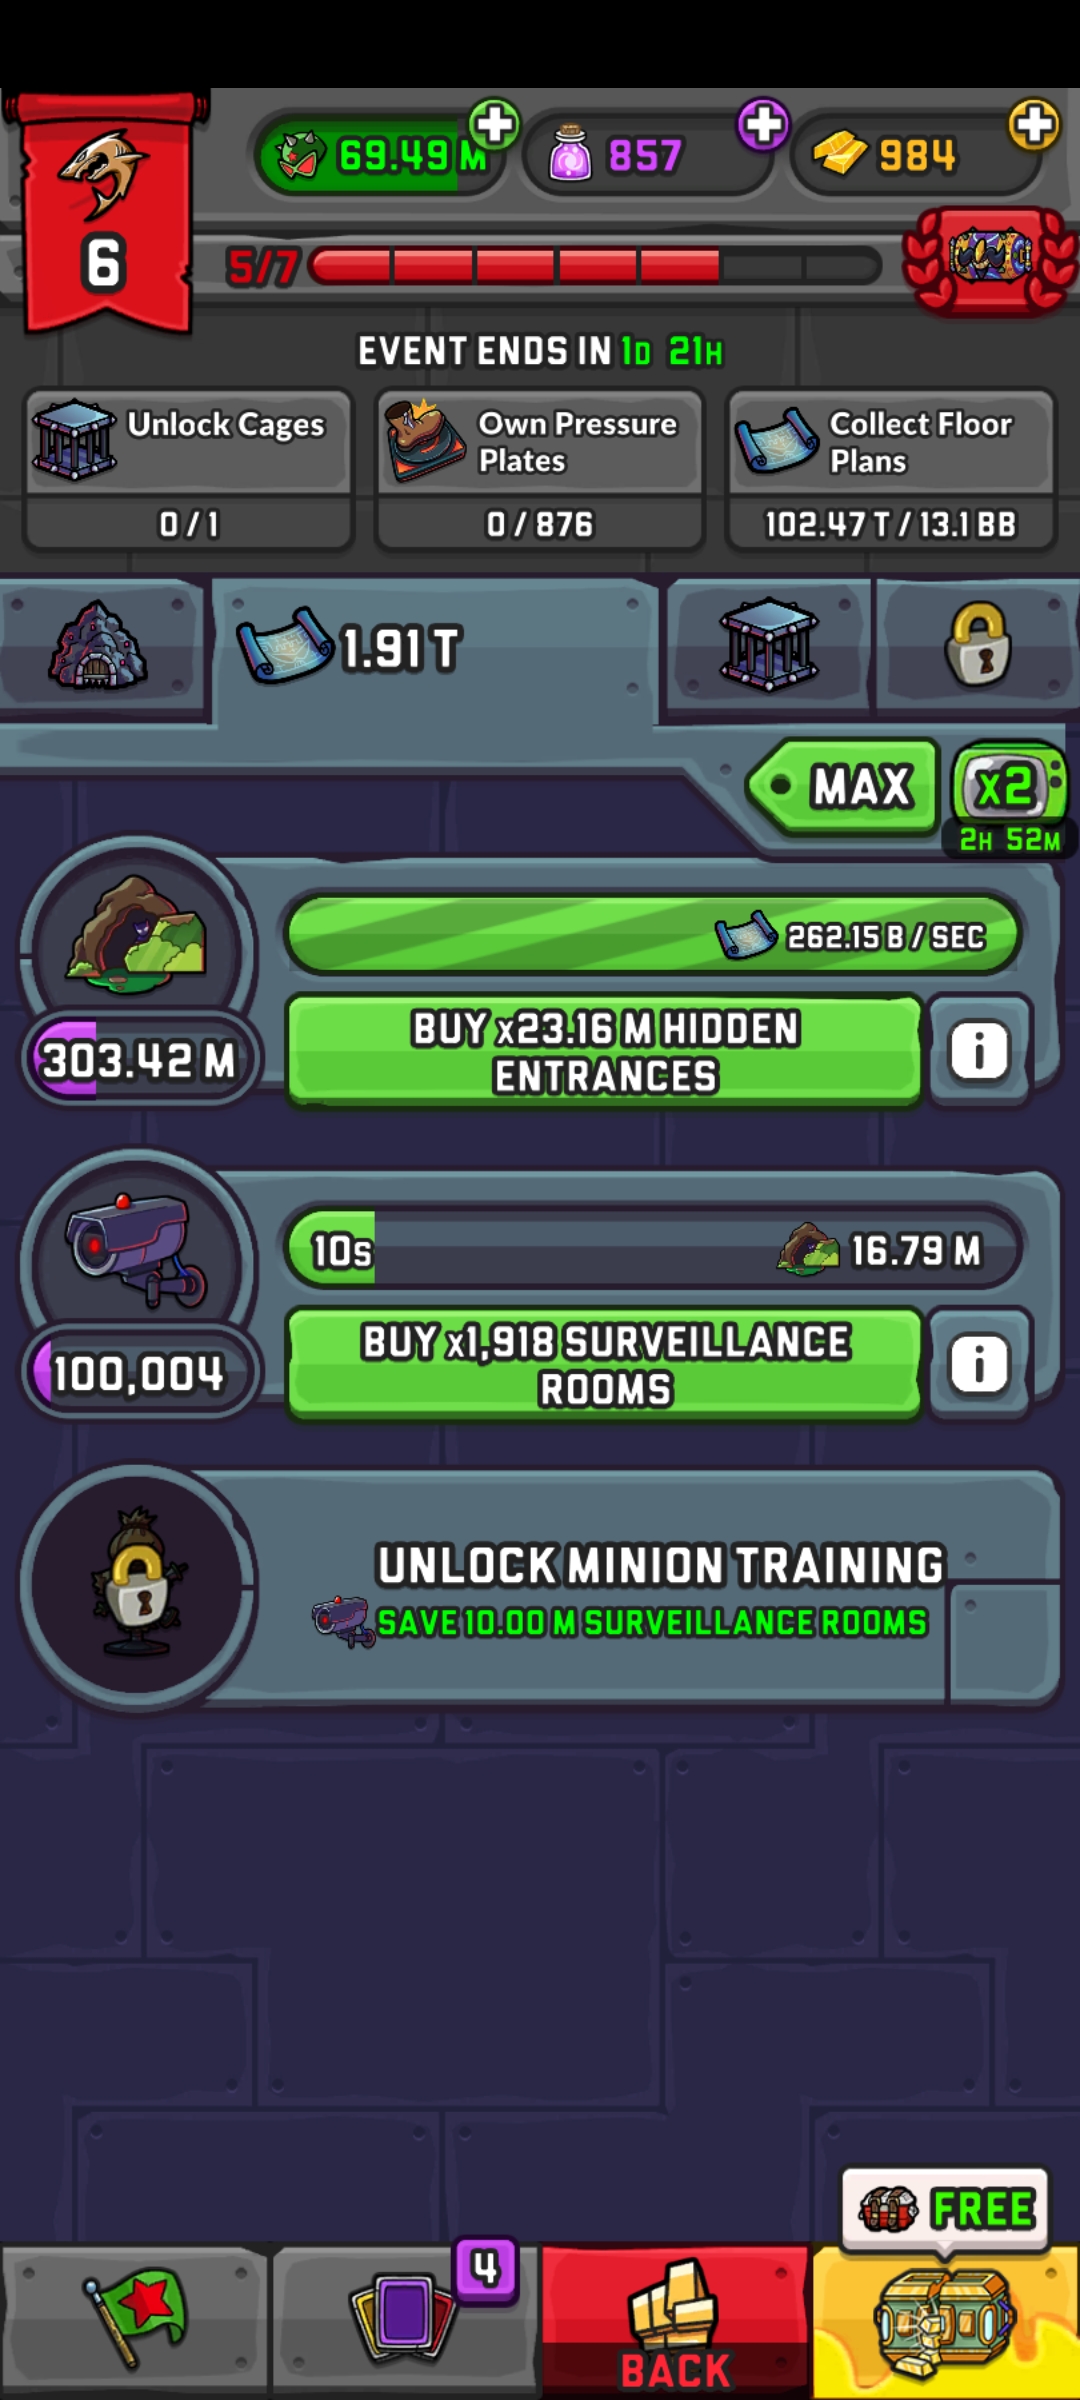 69.49 M
857
984
6
5/7
EVENT ENDS IN 1D 21H
Unlock Cages
0 / 1
Own Pressure
Plates
0 / 876
Collect Floor
Plans
102.47 T / 13.1 BB
1.91 T
MAX
x2
2H 52M
262.15 B / SEC
303.42 M
BUY x23.16 M HIDDEN
ENTRANCES
i
10s
16.79 M
100,004
BUY x1,918 SURVEILLANCE
ROOMS
i
UNLOCK MINION TRAINING
SAVE 10.00 M SURVEILLANCE ROOMS
FREE
4
BACK